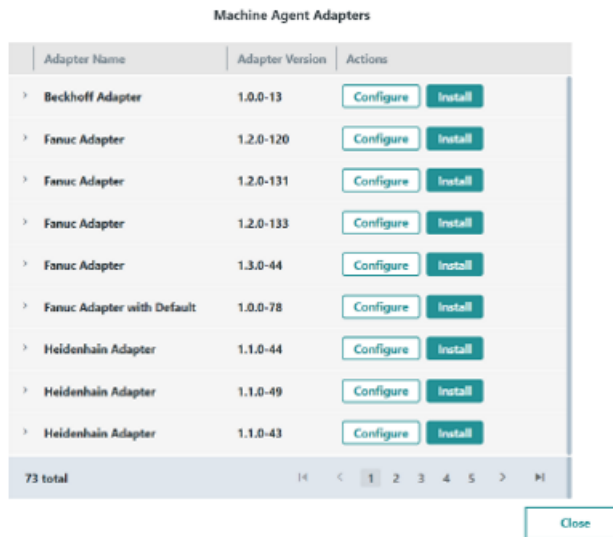 Machine Agent Adapters
Adapter Name Adapter Version Actions
Beckhoff Adapter 1.0.0-13 Configure Install
Fanuc Adapter 1.2.0-120 Configure Install
Fanuc Adapter 1.2.0-131 Configure Install
Fanuc Adapter 1.2.0-133 Configure Install
Fanuc Adapter 1.3.0-44 Configure Install
Fanuc Adapter with Default 1.0.0-78 Configure Install
Heidenhain Adapter 1.1.0-44 Configure Install
Heidenhain Adapter 1.1.0-49 Configure Install
Heidenhain Adapter 1.1.0-43 Configure Install
73 total 1 2 3 4 5
Close